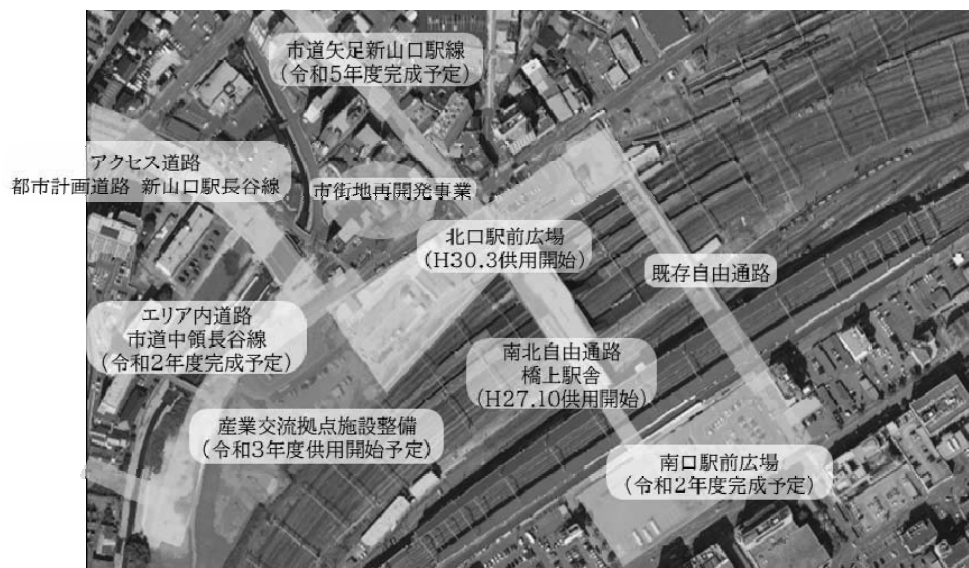 市道矢足新山口駅線
(令和5年度完成予定)
アクセス道路
都市計画道路 新山口駅長谷線
市街地再開発事業
北口駅前広場
(H30.3供用開始)
既存自由通路
エリア内道路
市道中領長谷線
(令和2年度完成予定)
南北自由通路
橋上駅舎
(H27.10供用開始)
産業交流拠点施設整備
(令和3年度供用開始予定)
南口駅前広場
(令和2年度完成予定)